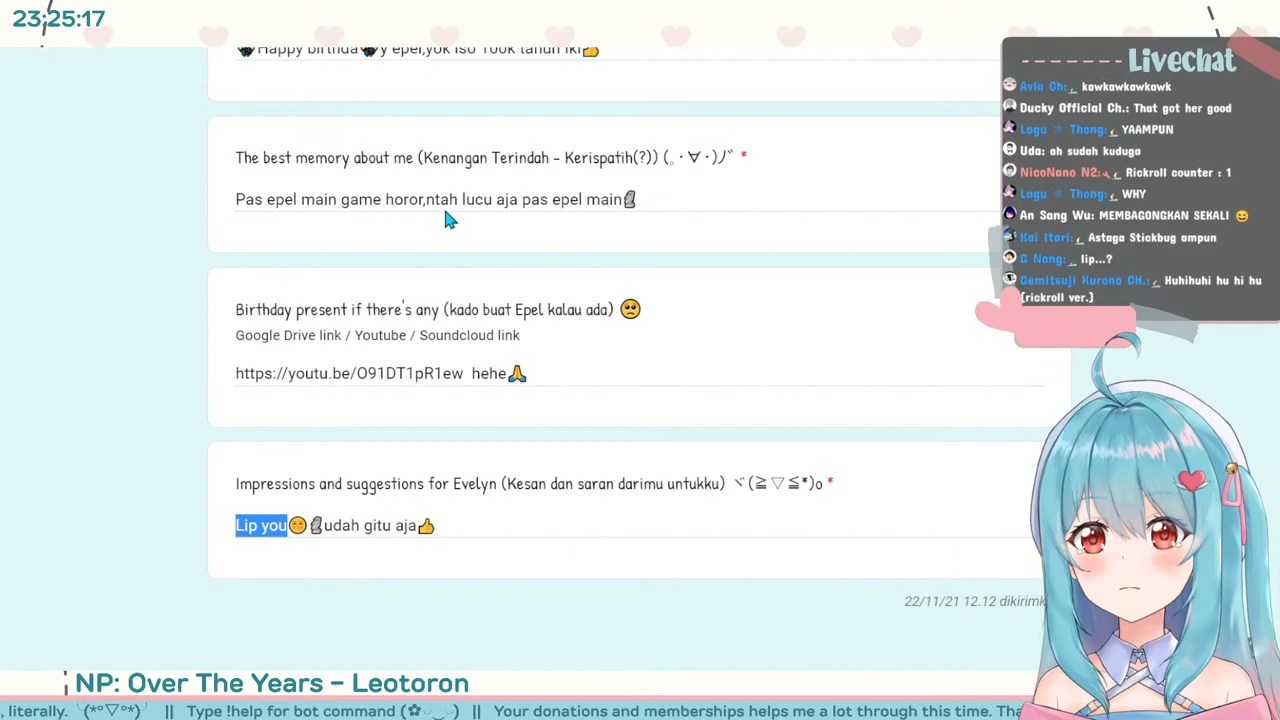 23:25:17
Happy birthda🎱y epel,yok iso 100k tahun iki👍
The best memory about me (Kenangan Terindah - Kerispatih(?)) (｡･∀･)ﾉﾞ *
Pas epel main game horor,ntah lucu aja pas epel main🗿
Birthday present if there's any (kado buat Epel kalau ada) 🥺
Google Drive link / Youtube / Soundcloud link
https://youtu.be/O91DT1pR1ew hehe🙏
Impressions and suggestions for Evelyn (Kesan dan saran darimu untukku) ヾ(≧▽≦*)o *
Lip you😁🗿udah gitu aja👍
22/11/21 12.12 dikirimk
Livechat
Avla Ch: kawkawkawkawk
Ducky Official Ch.: That got her good
Lagu ＊ Thong: YAAMPUN
Uda: ah sudah kuduga
NicoNano N2: Rickroll counter : 1
Lagu ＊ Thong: WHY
An Sang Wu: MEMBAGONGKAN SEKALI 😄
Kai Itari: Astaga Stickbug ampun
G Nong: lip...?
Gemitsuji Kurono CH.: Huhihuhi hu hi hu
(rickroll ver.)
NP: Over The Years - Leotoron
, literally. ╰(*°▽°*)╯ || Type !help for bot command (✿◡‿◡) || Your donations and memberships helps me a lot through this time. Tha